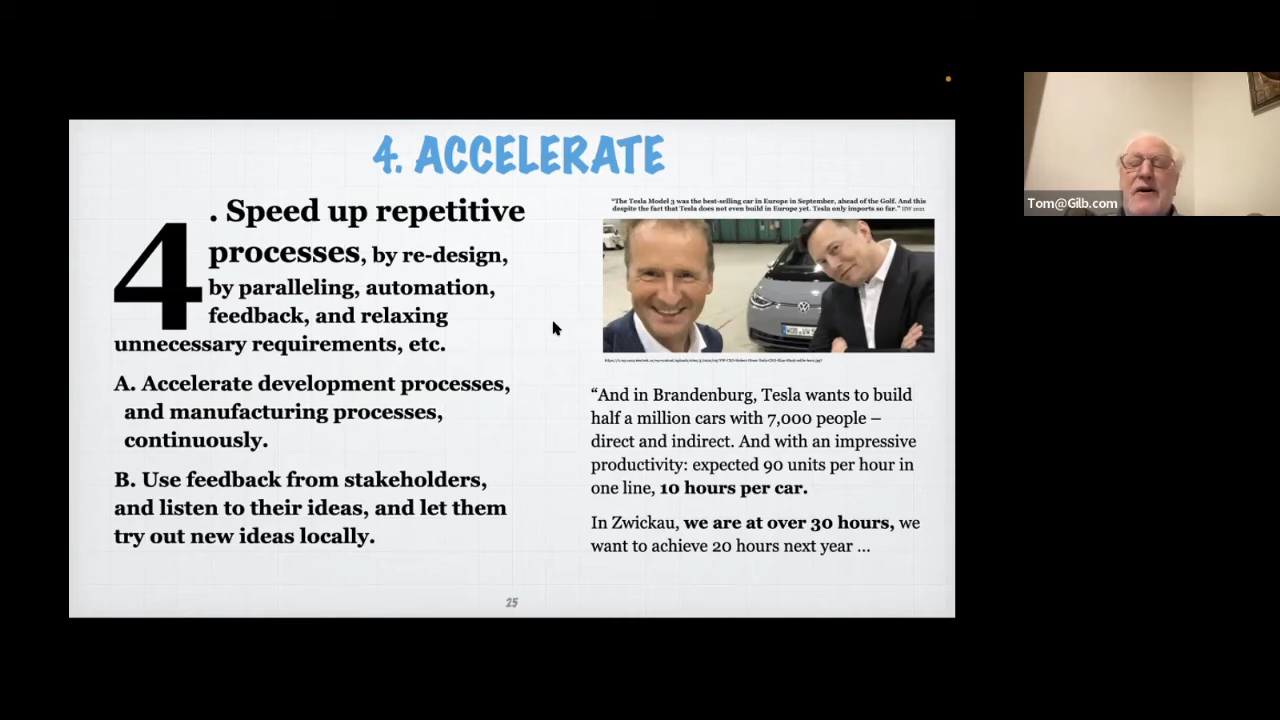 4. ACCELERATE
4
. Speed up repetitive
processes, by re-design,
by paralleling, automation,
feedback, and relaxing
unnecessary requirements, etc.
A. Accelerate development processes,
and manufacturing processes,
continuously.
B. Use feedback from stakeholders,
and listen to their ideas, and let them
try out new ideas locally.
"The Tesla Model 3 was the best-selling car in Europe in September, ahead of the Golf. And this
despite the fact that Tesla does not even build in Europe yet. Tesla only imports so far."
“And in Brandenburg, Tesla wants to build
half a million cars with 7,000 people –
direct and indirect. And with an impressive
productivity: expected 90 units per hour in
one line, 10 hours per car.
In Zwickau, we are at over 30 hours, we
want to achieve 20 hours next year ...
25
Tom@Gilb.com